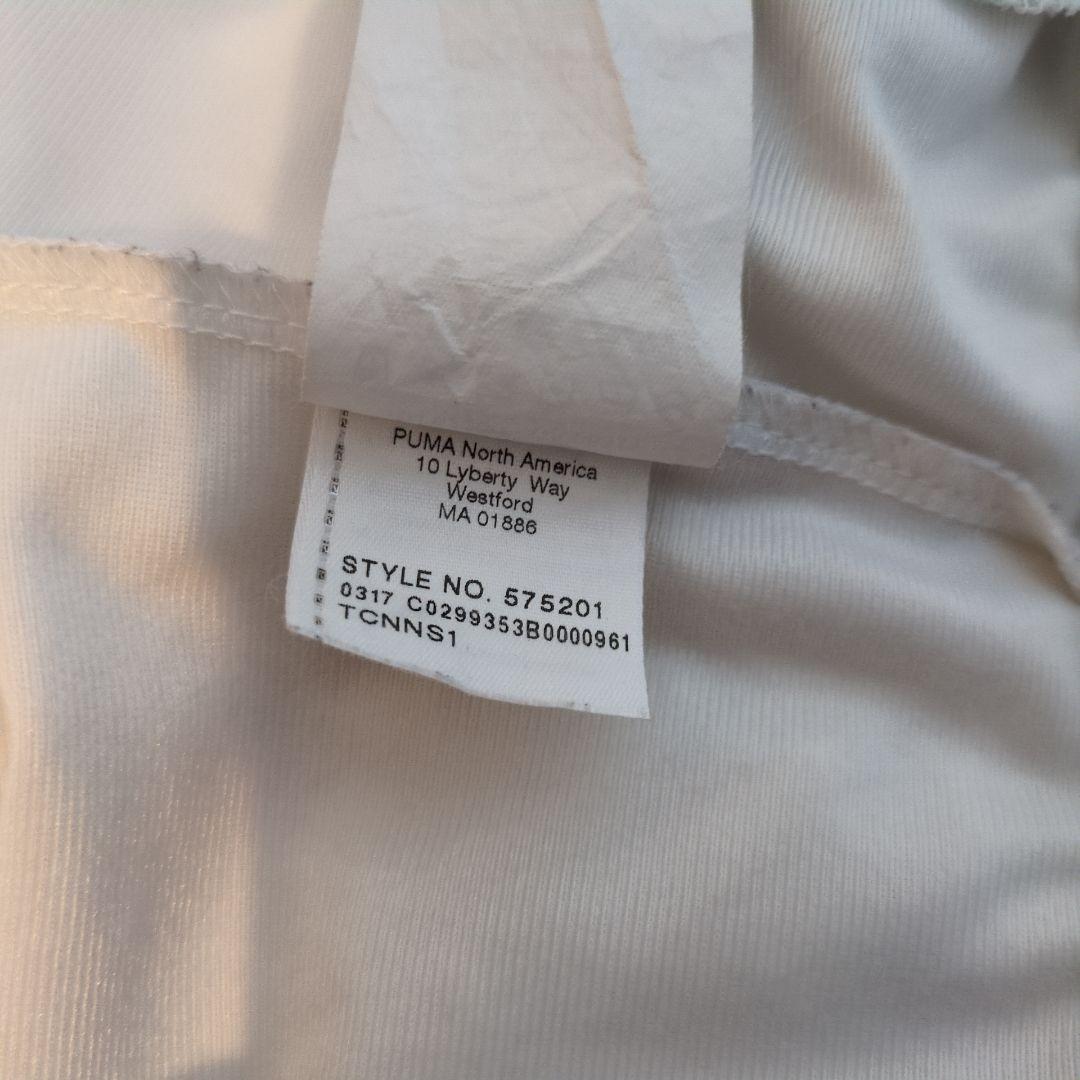 PUMA North America
10 Lyberty Way
Westford
MA 01886
STYLE NO. 575201
0317 C0299353B0000961
TCNNS1